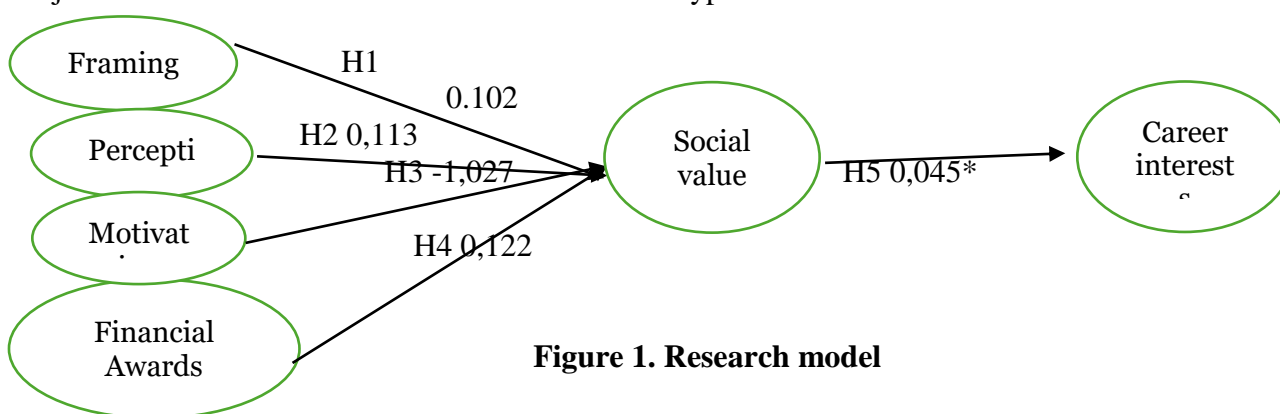 Framing
H1
0.102
Percepti
H2 0,113
H3 -1,027
Motivat
H4 0,122
Financial
Awards
Social
value
H5 0,045*
Career
interest
Figure 1. Research model